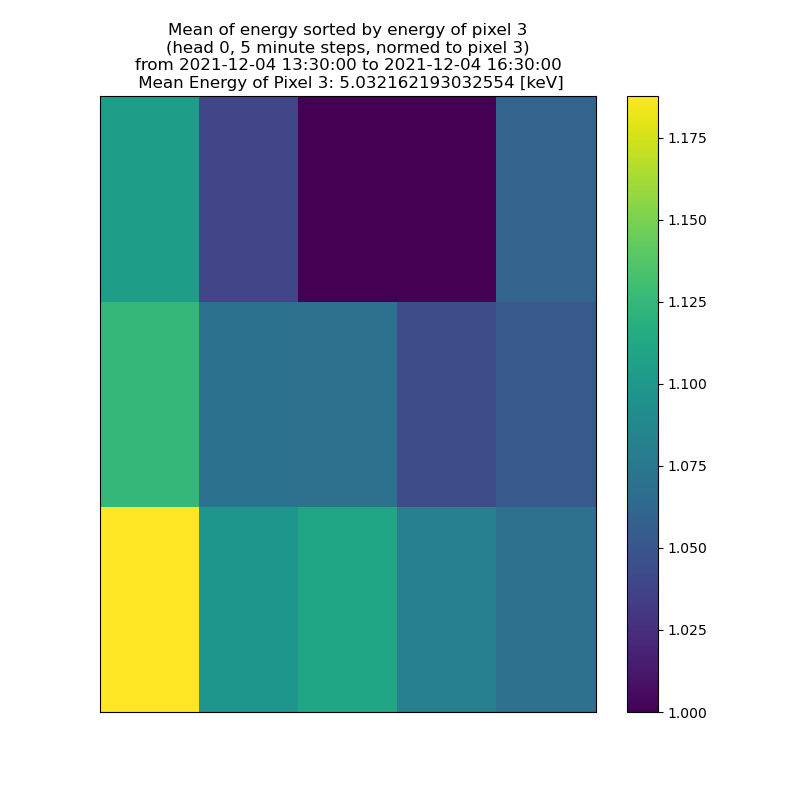 Mean of energy sorted by energy of pixel 3
(head 0, 5 minute steps, normed to pixel 3)
from 2021-12-04 13:30:00 to 2021-12-04 16:30:00
Mean Energy of Pixel 3: 5.032162193032554 [keV]
1.175
1.150
1.125
1.100
1.075
1.050
1.025
1.000